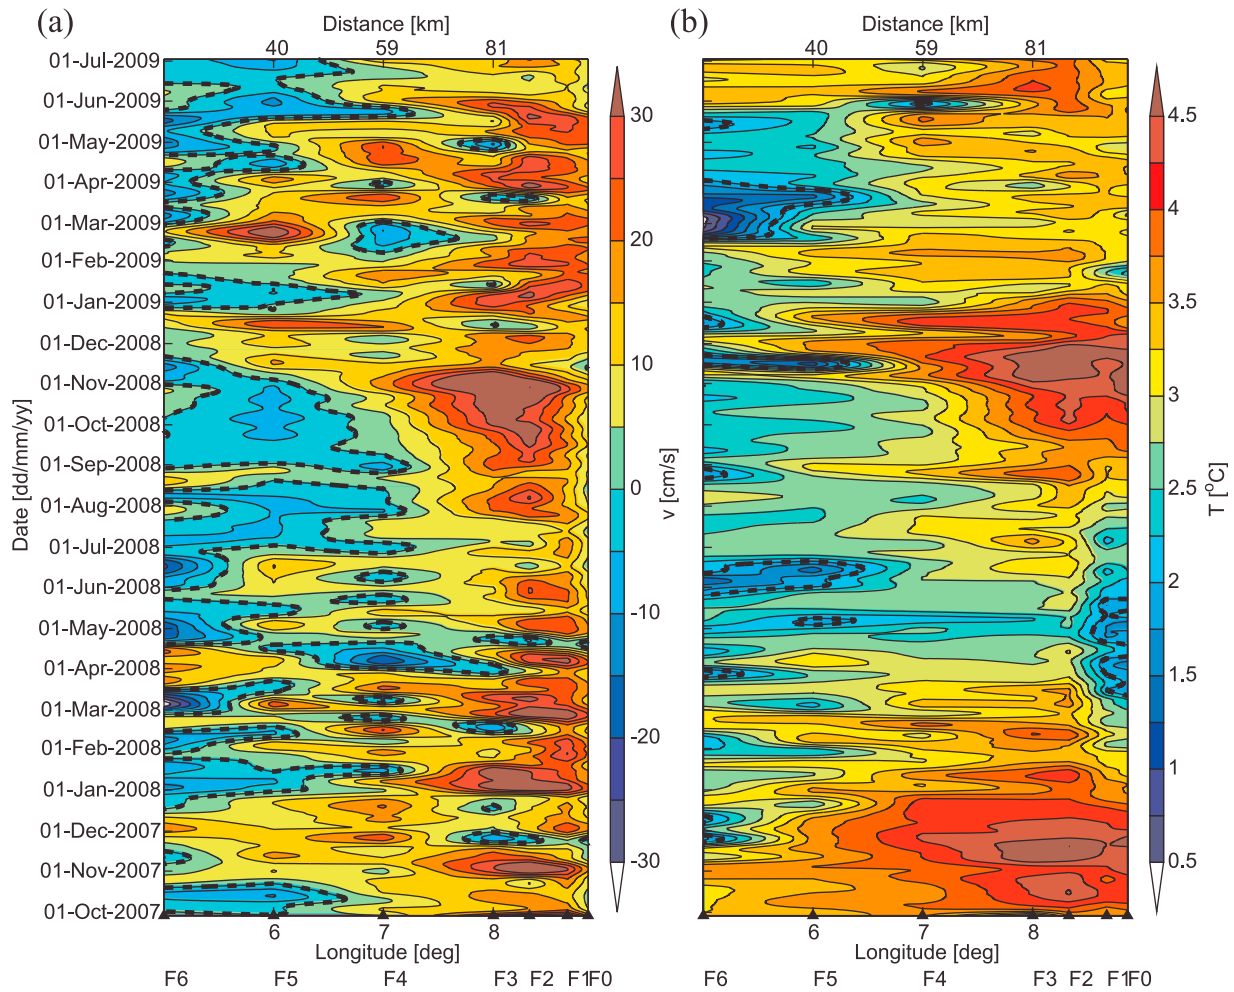 (a)
Distance [km]
40 59 81
01-Jul-2009
01-Jun-2009
01-May-2009
01-Apr-2009
01-Mar-2009
01-Feb-2009
01-Jan-2009
01-Dec-2008
01-Nov-2008
01-Oct-2008
01-Sep-2008
01-Aug-2008
01-Jul-2008
01-Jun-2008
01-May-2008
01-Apr-2008
01-Mar-2008
01-Feb-2008
01-Jan-2008
01-Dec-2007
01-Nov-2007
01-Oct-2007
Date [dd/mm/yy]
6 7 8
Longitude [deg]
F6 F5 F4 F3 F2 F1 F0
30
20
10
0
-10
-20
-30
v [cm/s]
(b)
Distance [km]
40 59 81
6 7 8
Longitude [deg]
F6 F5 F4 F3 F2 F1 F0
4.5
4
3.5
3
2.5
2
1.5
1
0.5
T [°C]